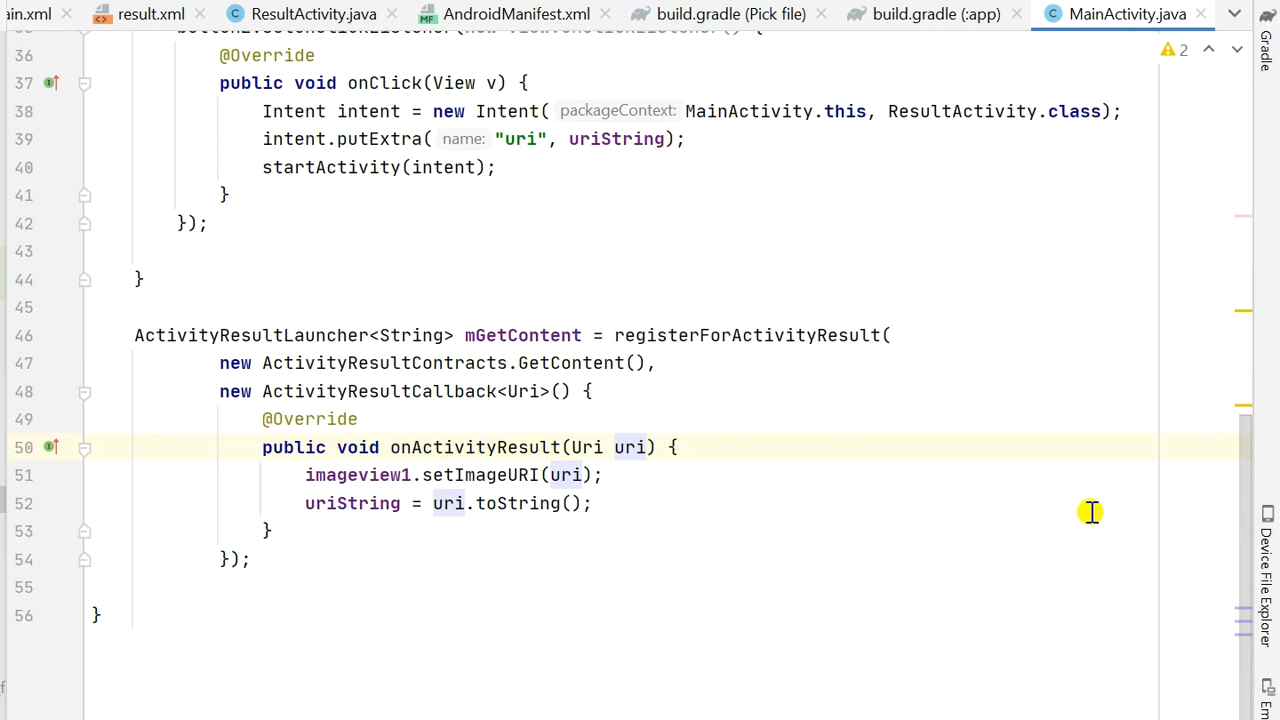 ain.xml result.xml ResultActivity.java MF AndroidManifest.xml build.gradle (Pick file) build.gradle (:app) C MainActivity.java
2
Gradle
36 @Override
37 public void onClick(View v) {
38 Intent intent = new Intent( packageContext: MainActivity.this, ResultActivity.class);
39 intent.putExtra( name: "uri", uriString);
40 startActivity(intent);
41 }
42 });
43
44 }
45
46 ActivityResultLauncher<String> mGetContent = registerForActivityResult(
47 new ActivityResultContracts.GetContent(),
48 new ActivityResultCallback<Uri>() {
49 @Override
50 public void onActivityResult(Uri uri) {
51 imageview1.setImageURI(uri);
52 uriString = uri.toString();
53 }
54 });
55
56 }
Device File Explorer
Em